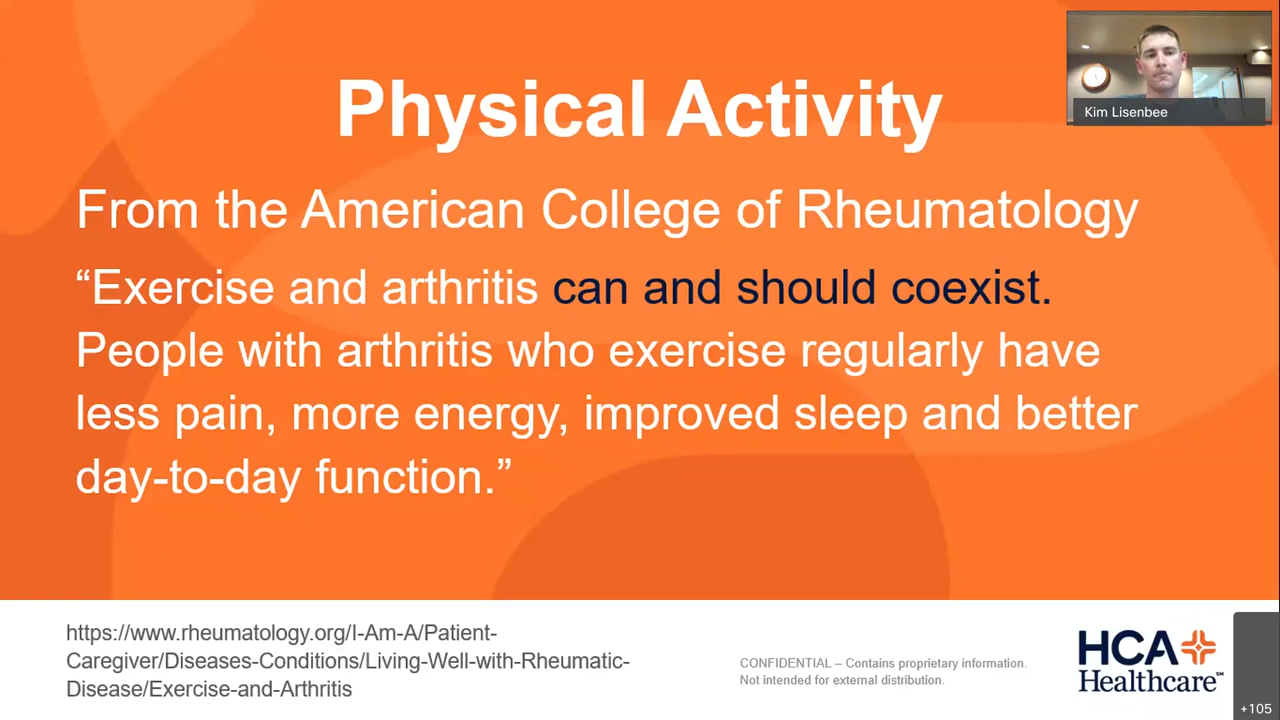 Physical Activity
Kim Lisenbee
From the American College of Rheumatology
“Exercise and arthritis can and should coexist.
People with arthritis who exercise regularly have
less pain, more energy, improved sleep and better
day-to-day function.”
https://www.rheumatology.org/I-Am-A/Patient-
Caregiver/Diseases-Conditions/Living-Well-with-Rheumatic-
Disease/Exercise-and-Arthritis
CONFIDENTIAL – Contains proprietary information.
Not intended for external distribution.
HCA
Healthcare℠
+105